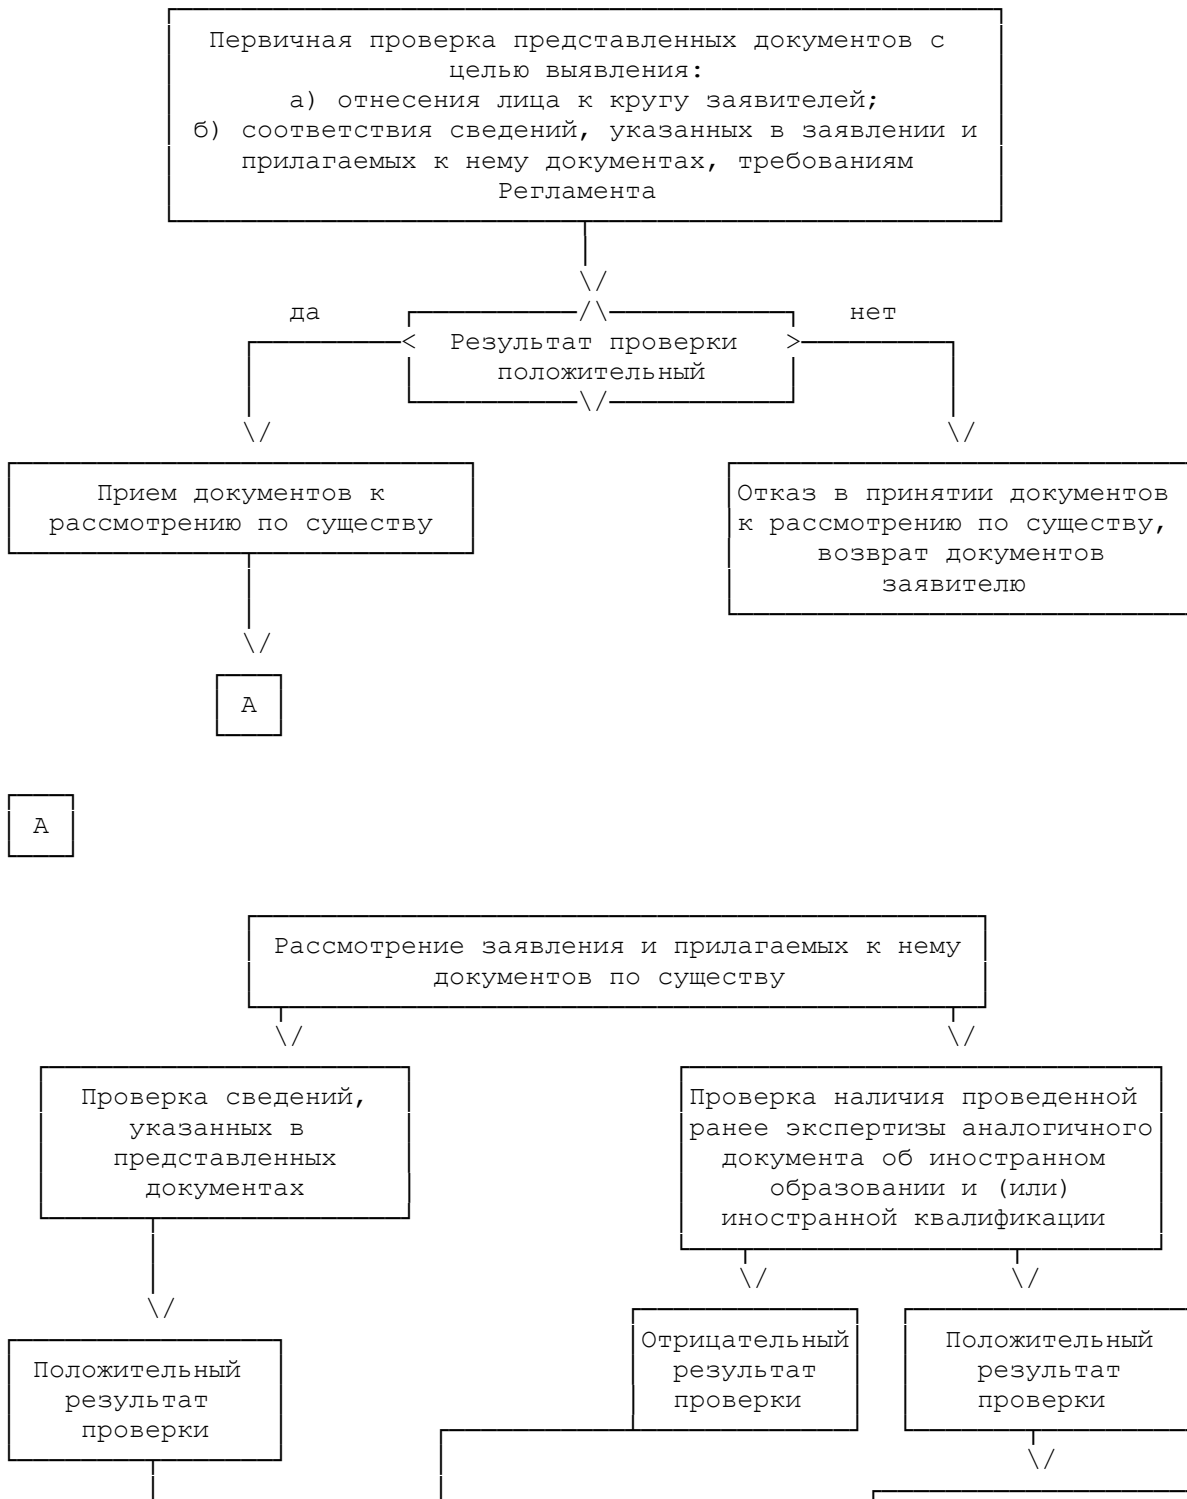 Первичная проверка представленных документов с
целью выявления:
а) отнесения лица к кругу заявителей;
б) соответствия сведений, указанных в заявлении и
прилагаемых к нему документах, требованиям
Регламента
да
нет
Результат проверки
положительный
Прием документов к
рассмотрению по существу
Отказ в принятии документов
к рассмотрению по существу,
возврат документов
заявителю
А
А
Рассмотрение заявления и прилагаемых к нему
документов по существу
Проверка сведений,
указанных в
представленных
документах
Проверка наличия проведенной
ранее экспертизы аналогичного
документа об иностранном
образовании и (или)
иностранной квалификации
Положительный
результат
проверки
Отрицательный
результат
проверки
Положительный
результат
проверки